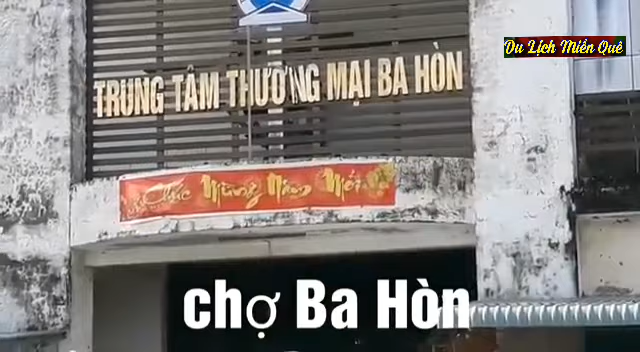 Du Lịch Miền Quê
TRUNG TÂM THƯƠNG MẠI BA HÒN
Chúc Mừng Năm Mới
chợ Ba Hòn